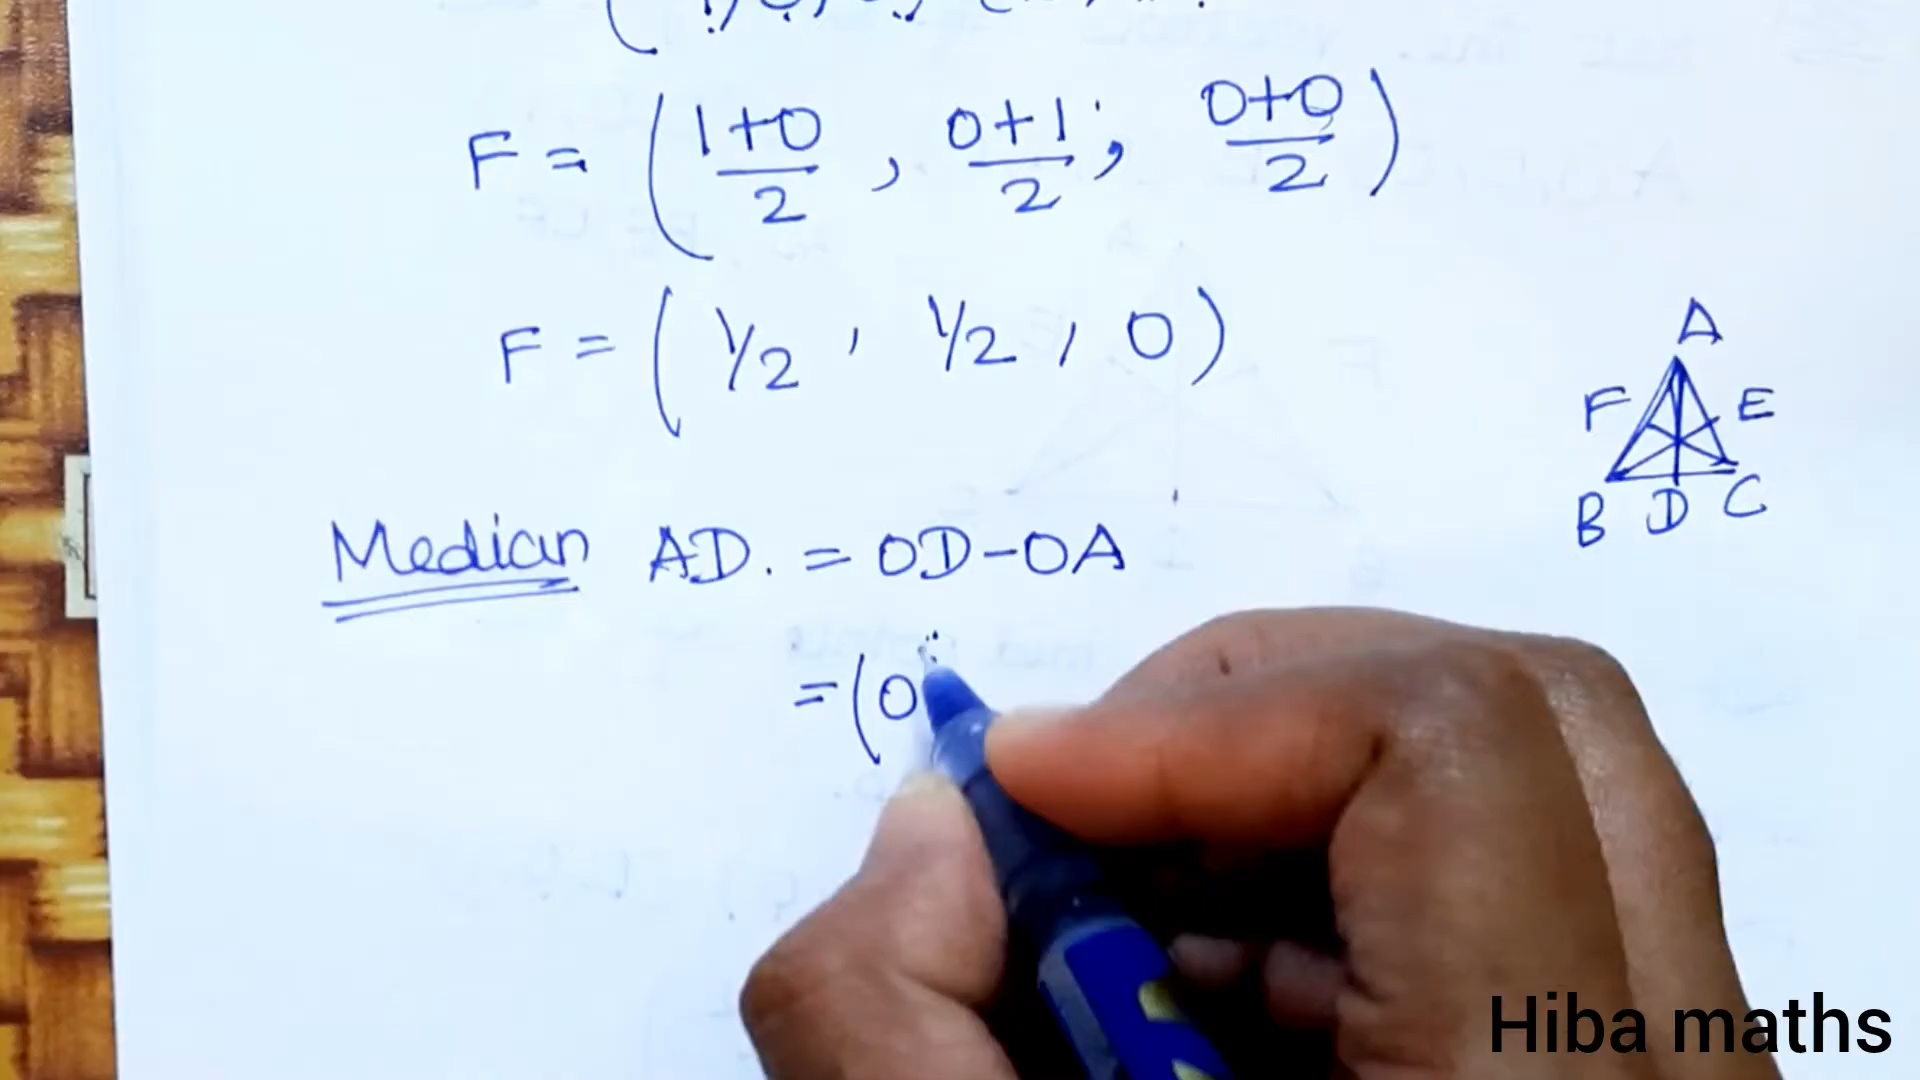 F = ( 1+0/2 , 0+1/2 , 0+0/2 )
F = ( 1/2 , 1/2 , 0 )
A
F E
B D C
Median AD. = OD - OA
= ( 0
Hiba maths